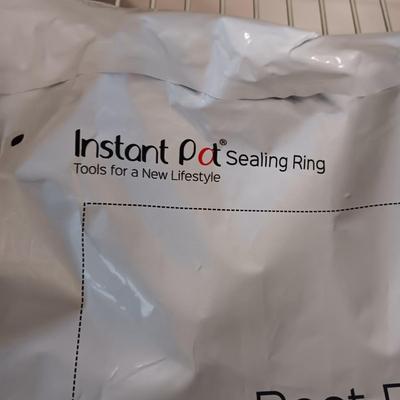 Instant Pot® Sealing Ring
Tools for a New Lifestyle